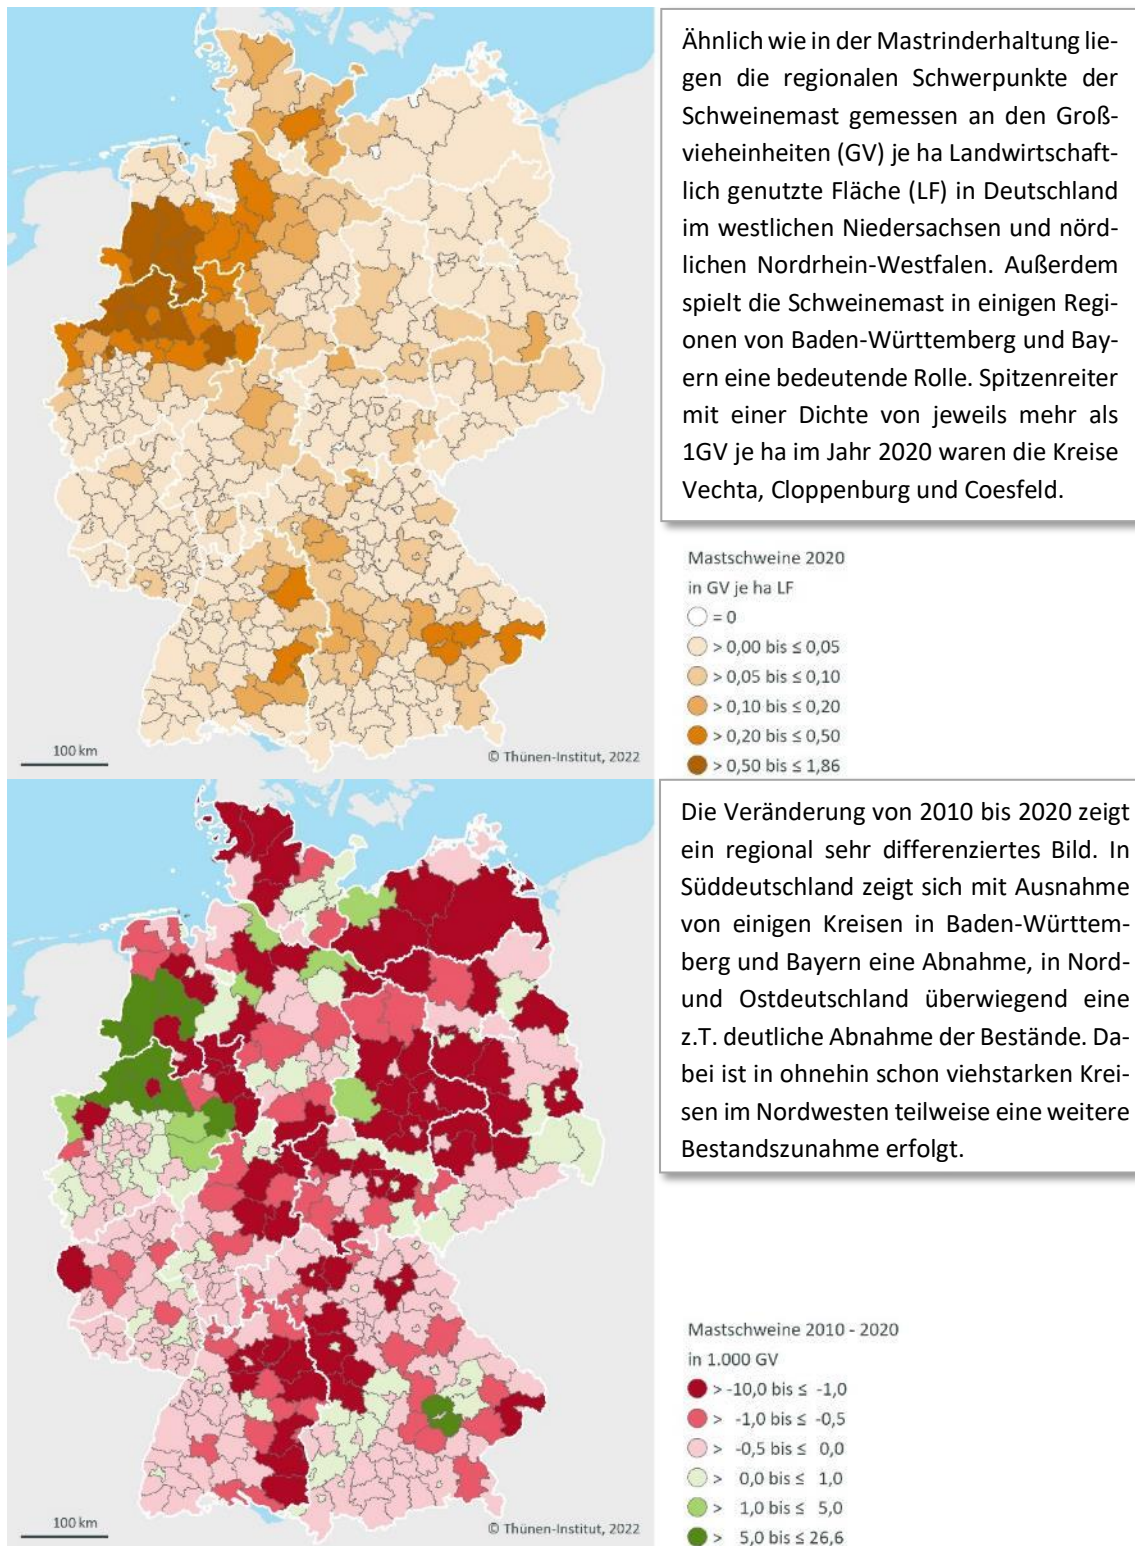 Ähnlich wie in der Mastrinderhaltung lie-
gen die regionalen Schwerpunkte der
Schweinemast gemessen an den Groß-
vieheinheiten (GV) je ha Landwirtschaft-
lich genutzte Fläche (LF) in Deutschland
im westlichen Niedersachsen und nörd-
lichen Nordrhein-Westfalen. Außerdem
spielt die Schweinemast in einigen Regi-
onen von Baden-Württemberg und Bay-
ern eine bedeutende Rolle. Spitzenreiter
mit einer Dichte von jeweils mehr als
1GV je ha im Jahr 2020 waren die Kreise
Vechta, Cloppenburg und Coesfeld.
Mastschweine 2020
in GV je ha LF
= 0
> 0,00 bis ≤ 0,05
> 0,05 bis ≤ 0,10
> 0,10 bis ≤ 0,20
> 0,20 bis ≤ 0,50
> 0,50 bis ≤ 1,86
100 km
© Thünen-Institut, 2022
Die Veränderung von 2010 bis 2020 zeigt
ein regional sehr differenziertes Bild. In
Süddeutschland zeigt sich mit Ausnahme
von einigen Kreisen in Baden-Württem-
berg und Bayern eine Abnahme, in Nord-
und Ostdeutschland überwiegend eine
z.T. deutliche Abnahme der Bestände. Da-
bei ist in ohnehin schon viehstarken Krei-
sen im Nordwesten teilweise eine weitere
Bestandszunahme erfolgt.
Mastschweine 2010 - 2020
in 1.000 GV
> -10,0 bis ≤ -1,0
> -1,0 bis ≤ -0,5
> -0,5 bis ≤ 0,0
> 0,0 bis ≤ 1,0
> 1,0 bis ≤ 5,0
> 5,0 bis ≤ 26,6
100 km
© Thünen-Institut, 2022